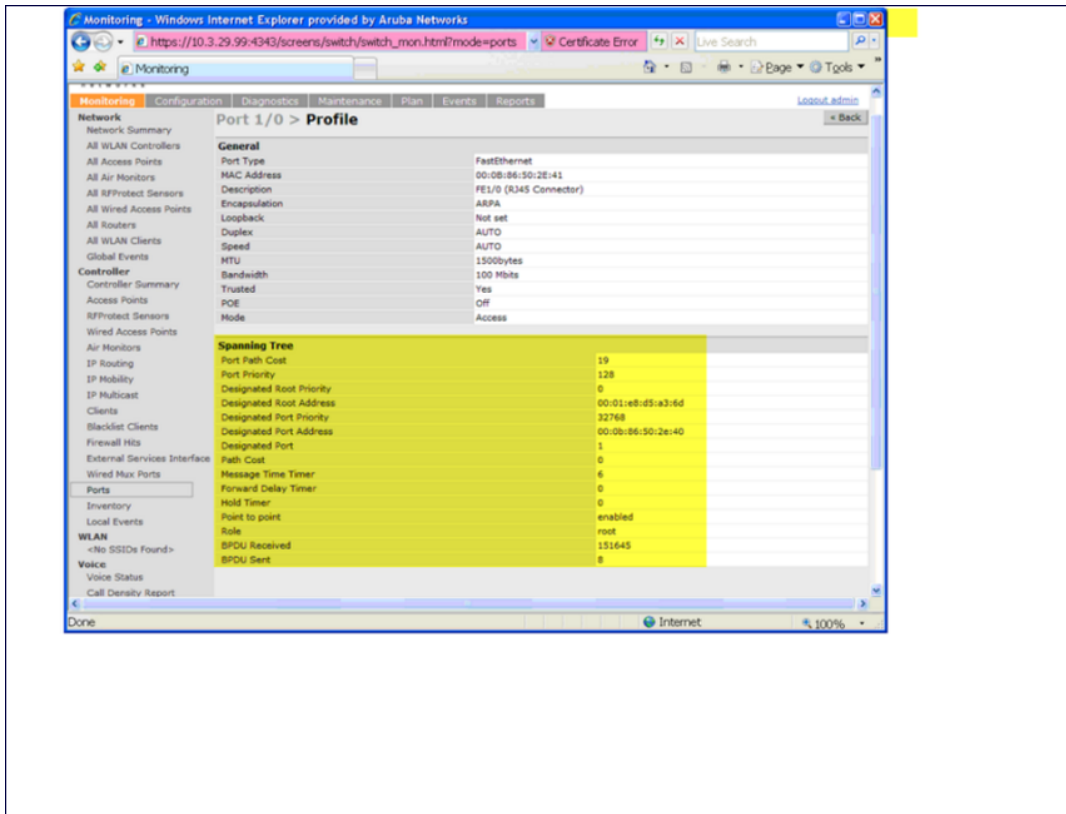 Monitoring - Windows Internet Explorer provided by Aruba Networks
https://10.3.29.99:4343/screens/switch/switch_mon.html?mode=ports Certificate Error Live Search
Monitoring Page Tools
Monitoring Configuration Diagnostics Maintenance Plan Events Reports Logout admin
Network
Network Summary
All WLAN Controllers
All Access Points
All Air Monitors
All RFProtect Sensors
All Wired Access Points
All Routers
All WLAN Clients
Global Events
Controller
Controller Summary
Access Points
RFProtect Sensors
Wired Access Points
Air Monitors
IP Routing
IP Mobility
IP Multicast
Clients
Blacklist Clients
Firewall Hits
External Services Interface
Wired Mux Ports
Ports
Inventory
Local Events
WLAN
<No SSIDs Found>
Voice
Voice Status
Call Density Report
Port 1/0 > Profile « Back
General
Port Type FastEthernet
MAC Address 00:0B:86:50:2E:41
Description FE1/0 (RJ45 Connector)
Encapsulation ARPA
Loopback Not set
Duplex AUTO
Speed AUTO
MTU 1500bytes
Bandwidth 100 Mbits
Trusted Yes
POE Off
Mode Access
Spanning Tree
Port Path Cost 19
Port Priority 128
Designated Root Priority 0
Designated Root Address 00:01:e8:d5:a3:6d
Designated Port Priority 32768
Designated Port Address 00:0b:86:50:2e:40
Designated Port 1
Path Cost 0
Message Time Timer 6
Forward Delay Timer 0
Hold Timer 0
Point to point enabled
Role root
BPDU Received 151645
BPDU Sent 8
Done Internet 100%